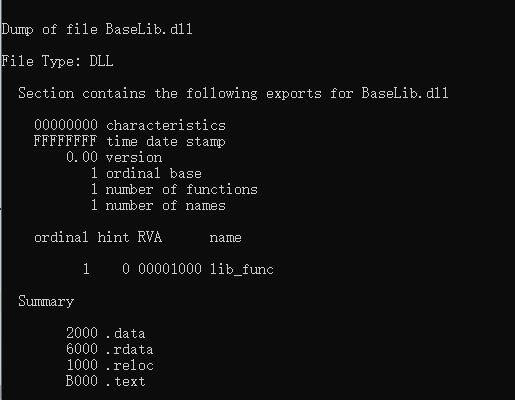 Dump of file BaseLib.dll
File Type: DLL
Section contains the following exports for BaseLib.dll
00000000 characteristics
FFFFFFFF time date stamp
0.00 version
1 ordinal base
1 number of functions
1 number of names
ordinal hint RVA name
1 0 00001000 lib_func
Summary
2000 .data
6000 .rdata
1000 .reloc
B000 .text